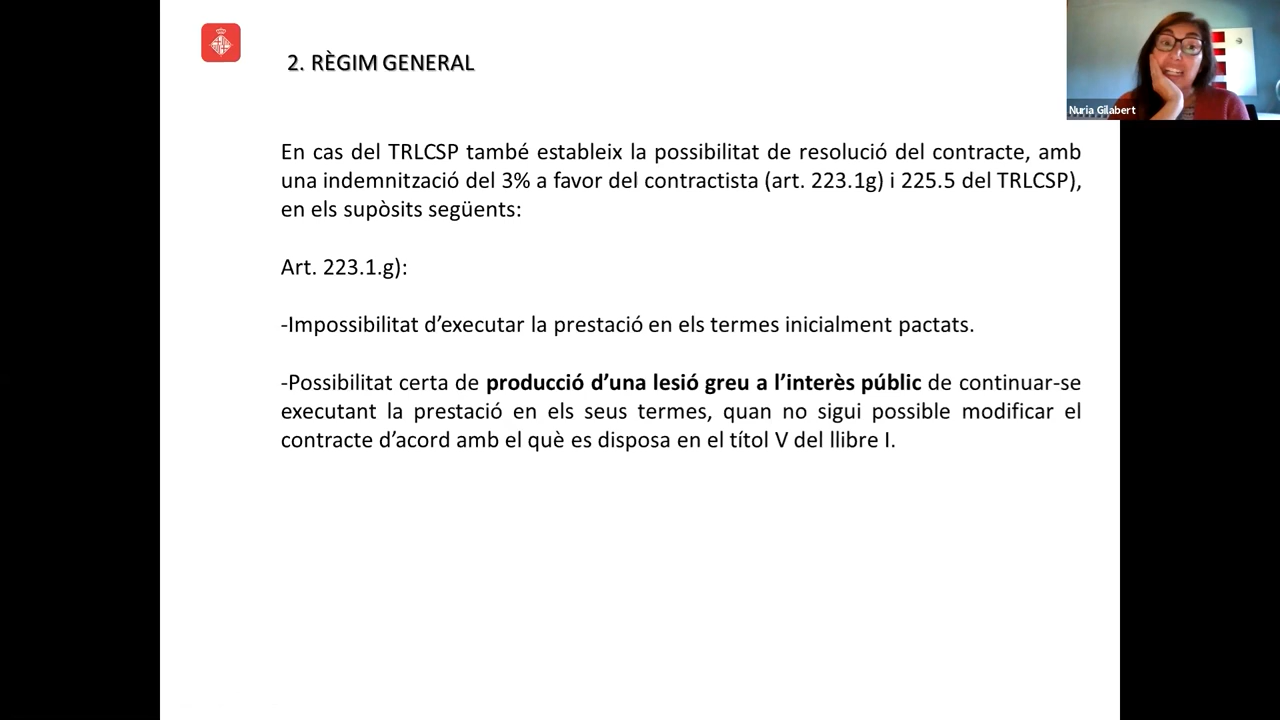 2. RÈGIM GENERAL
Nuria Gilabert
En cas del TRLCSP també estableix la possibilitat de resolució del contracte, amb
una indemnització del 3% a favor del contractista (art. 223.1g) i 225.5 del TRLCSP),
en els supòsits següents:
Art. 223.1.g):
-Impossibilitat d’executar la prestació en els termes inicialment pactats.
-Possibilitat certa de producció d’una lesió greu a l’interès públic de continuar-se
executant la prestació en els seus termes, quan no sigui possible modificar el
contracte d’acord amb el què es disposa en el títol V del llibre I.